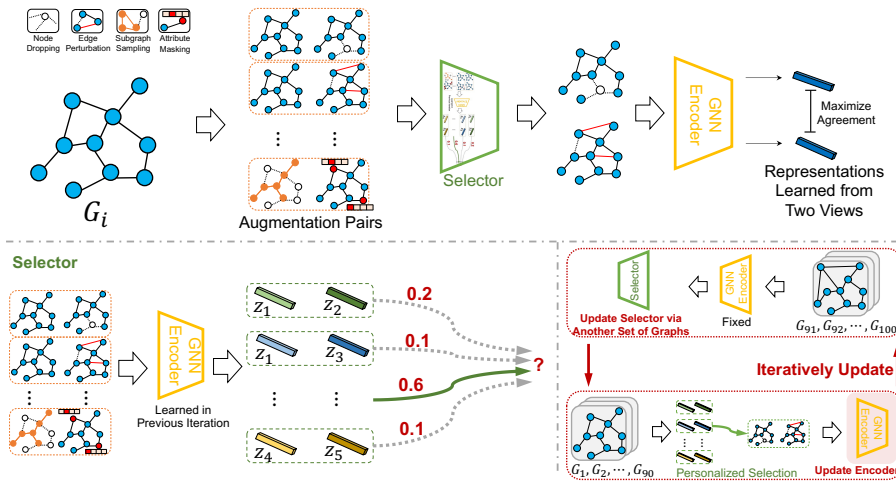 Node
Dropping
Edge
Perturbation
Subgraph
Sampling
Attribute
Masking
G_i
Augmentation Pairs
Selector
GNN
Encoder
Maximize
Agreement
Representations
Learned from
Two Views
Selector
GNN
Encoder
Learned in
Previous Iteration
z_1
z_2
0.2
z_1
z_3
0.1
0.6
0.1
z_4
z_5
?
Selector
GNN
Encoder
Update Selector via
Another Set of Graphs
Fixed
G_91, G_92, ⋯, G_100
Iteratively Update
G_1, G_2, ⋯, G_90
Personalized Selection
GNN
Encoder
Update Encoder